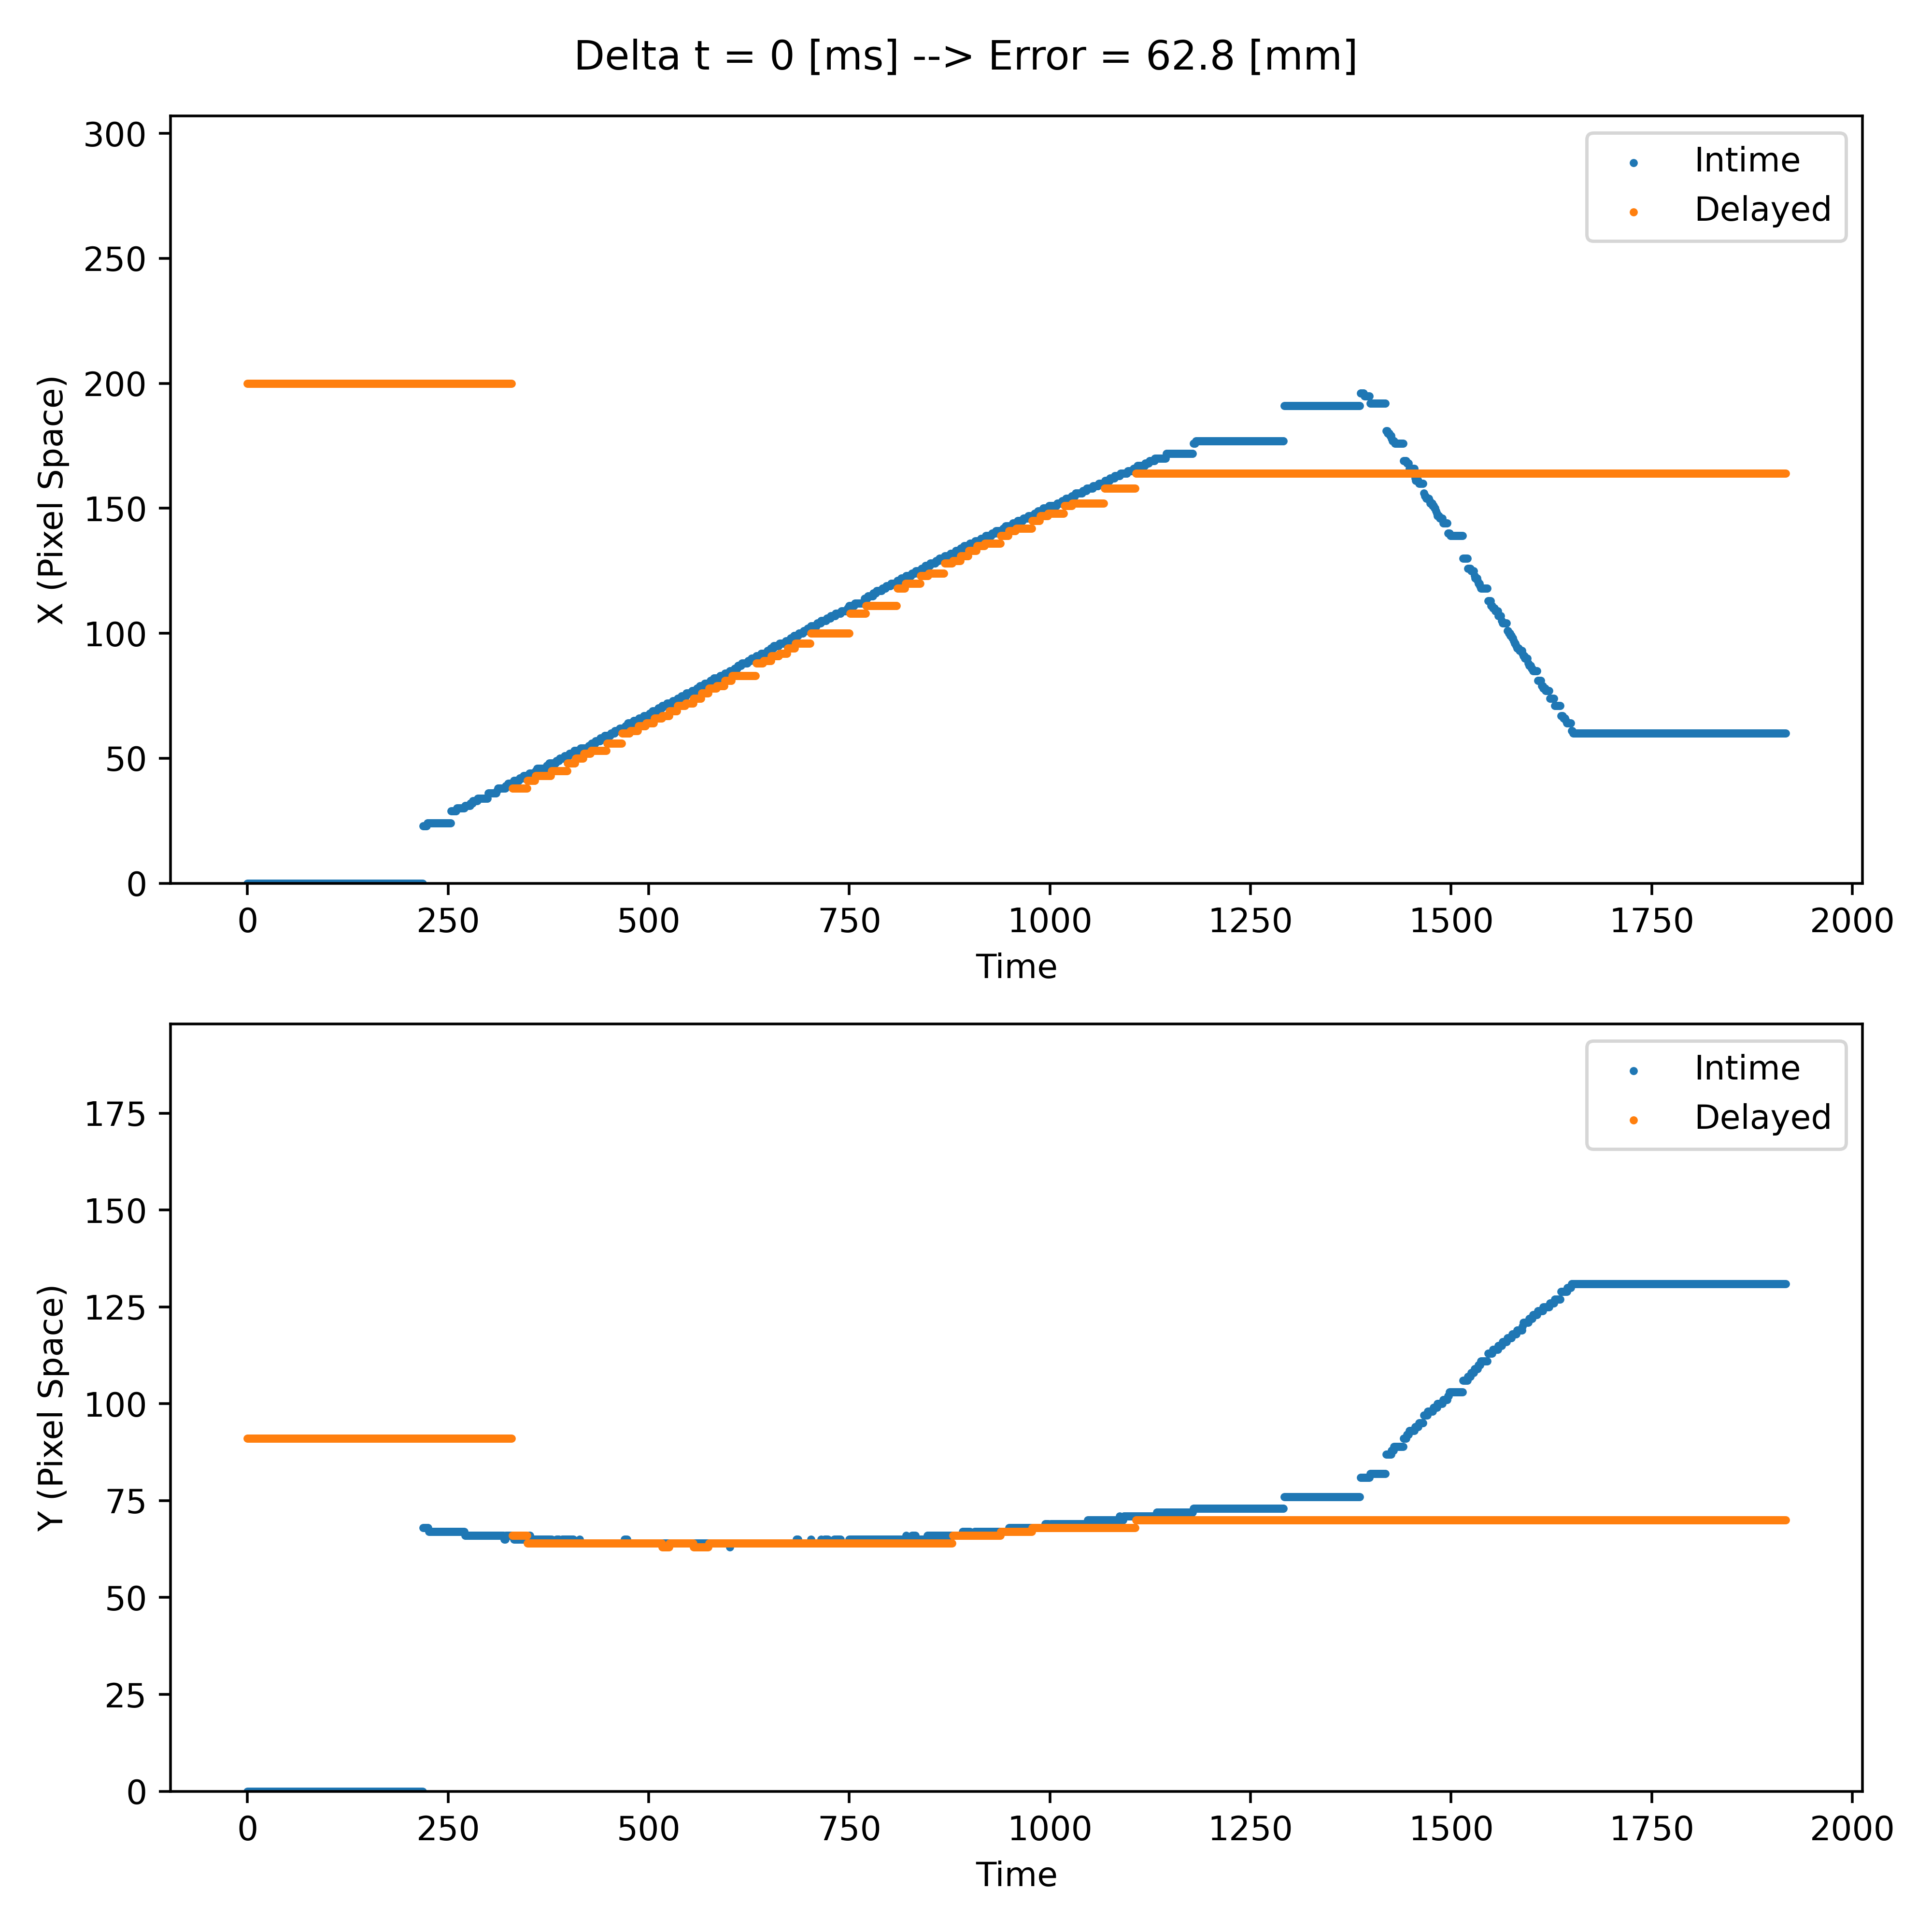 Delta t = 0 [ms] --> Error = 62.8 [mm]
300
250
200
150
100
50
0
X (Pixel Space)
Intime
Delayed
0 250 500 750 1000 1250 1500 1750 2000
Time
175
150
125
100
75
50
25
0
Y (Pixel Space)
Intime
Delayed
0 250 500 750 1000 1250 1500 1750 2000
Time